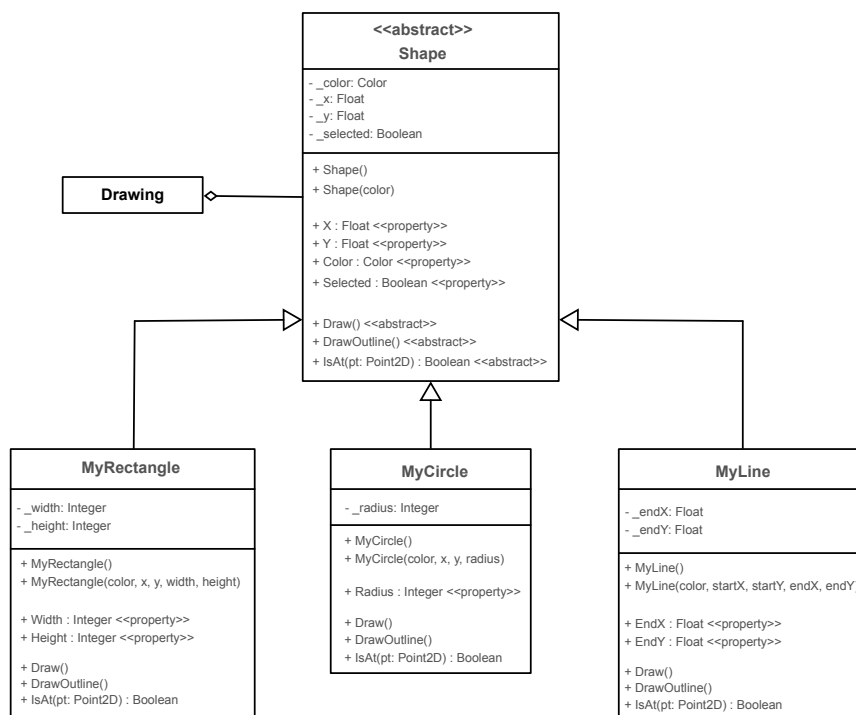 <<abstract>>
Shape
- _color: Color
- _x: Float
- _y: Float
- _selected: Boolean
+ Shape()
+ Shape(color)
+ X : Float <<property>>
+ Y : Float <<property>>
+ Color : Color <<property>>
+ Selected : Boolean <<property>>
+ Draw() <<abstract>>
+ DrawOutline() <<abstract>>
+ IsAt(pt: Point2D) : Boolean <<abstract>>
Drawing
MyRectangle
- _width: Integer
- _height: Integer
+ MyRectangle()
+ MyRectangle(color, x, y, width, height)
+ Width : Integer <<property>>
+ Height : Integer <<property>>
+ Draw()
+ DrawOutline()
+ IsAt(pt: Point2D) : Boolean
MyCircle
- _radius: Integer
+ MyCircle()
+ MyCircle(color, x, y, radius)
+ Radius : Integer <<property>>
+ Draw()
+ DrawOutline()
+ IsAt(pt: Point2D) : Boolean
MyLine
- _endX: Float
- _endY: Float
+ MyLine()
+ MyLine(color, startX, startY, endX, endY)
+ EndX : Float <<property>>
+ EndY : Float <<property>>
+ Draw()
+ DrawOutline()
+ IsAt(pt: Point2D) : Boolean